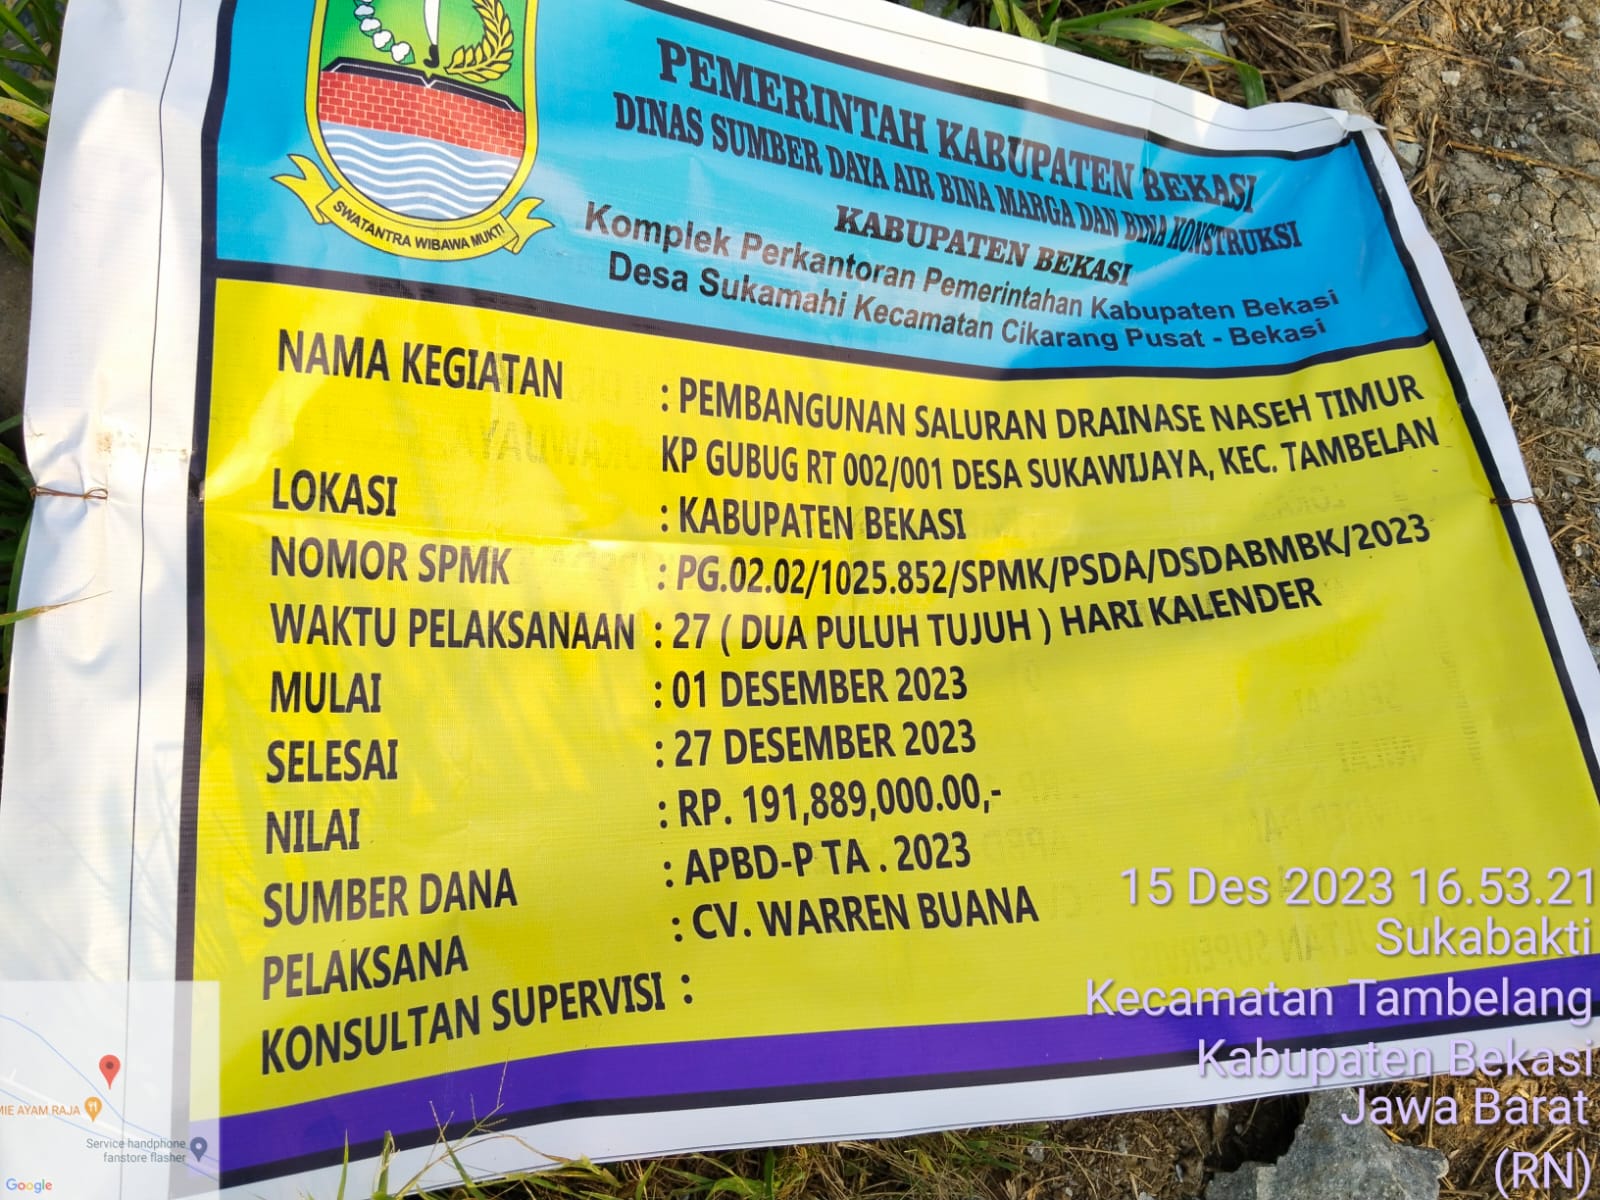 SWATANTRA WIBAWA MUKTI
PEMERINTAH KABUPATEN BEKASI
DINAS SUMBER DAYA AIR BINA MARGA DAN BINA KONSTRUKSI
KABUPATEN BEKASI
Komplek Perkantoran Pemerintahan Kabupaten Bekasi
Desa Sukamahi Kecamatan Cikarang Pusat - Bekasi
NAMA KEGIATAN : PEMBANGUNAN SALURAN DRAINASE NASEH TIMUR
KP GUBUG RT 002/001 DESA SUKAWIJAYA, KEC. TAMBELAN
LOKASI : KABUPATEN BEKASI
NOMOR SPMK : PG.02.02/1025.852/SPMK/PSDA/DSDABMBK/2023
WAKTU PELAKSANAAN : 27 ( DUA PULUH TUJUH ) HARI KALENDER
MULAI : 01 DESEMBER 2023
SELESAI : 27 DESEMBER 2023
NILAI : RP. 191,889,000.00,-
SUMBER DANA : APBD-P TA . 2023
PELAKSANA : CV. WARREN BUANA
KONSULTAN SUPERVISI :
15 Des 2023 16.53.21
Sukabakti
Kecamatan Tambelang
Kabupaten Bekasi
Jawa Barat
(RN)
MIE AYAM RAJA
Service handphone
fanstore flasher
Google